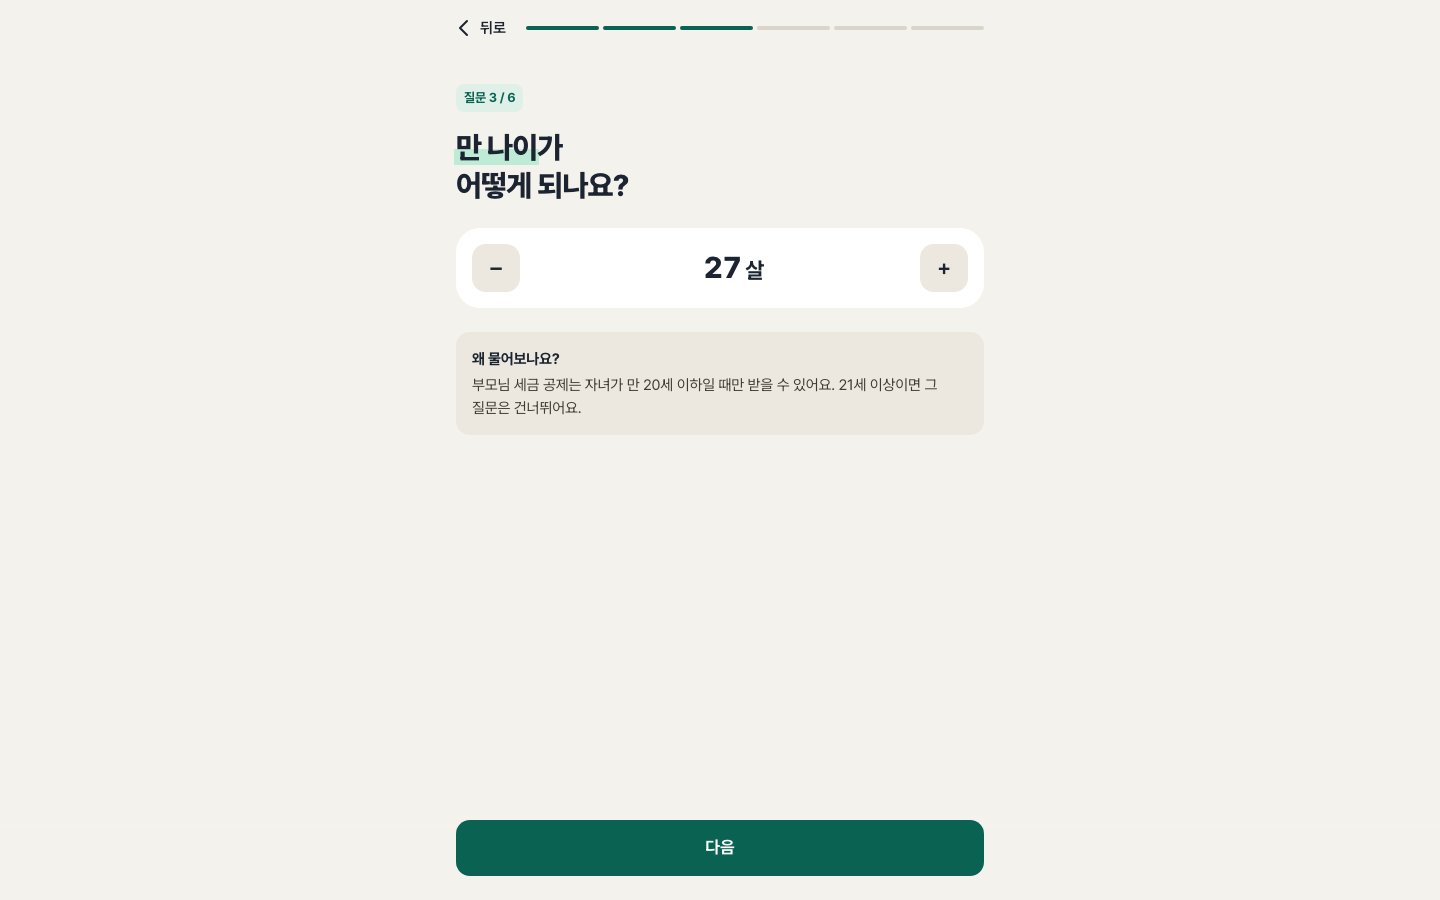 뒤로
질문 3 / 6
만 나이가
어떻게 되나요?
− 27 살 +
왜 물어보나요?
부모님 세금 공제는 자녀가 만 20세 이하일 때만 받을 수 있어요. 21세 이상이면 그
질문은 건너뛰어요.
다음